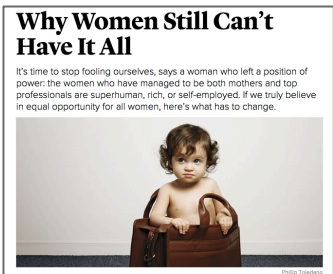 Why Women Still Can’t
Have It All
It’s time to stop fooling ourselves, says a woman who left a position of
power: the women who have managed to be both mothers and top
professionals are superhuman, rich, or self-employed. If we truly believe
in equal opportunity for all women, here’s what has to change.
Phillip Toledano